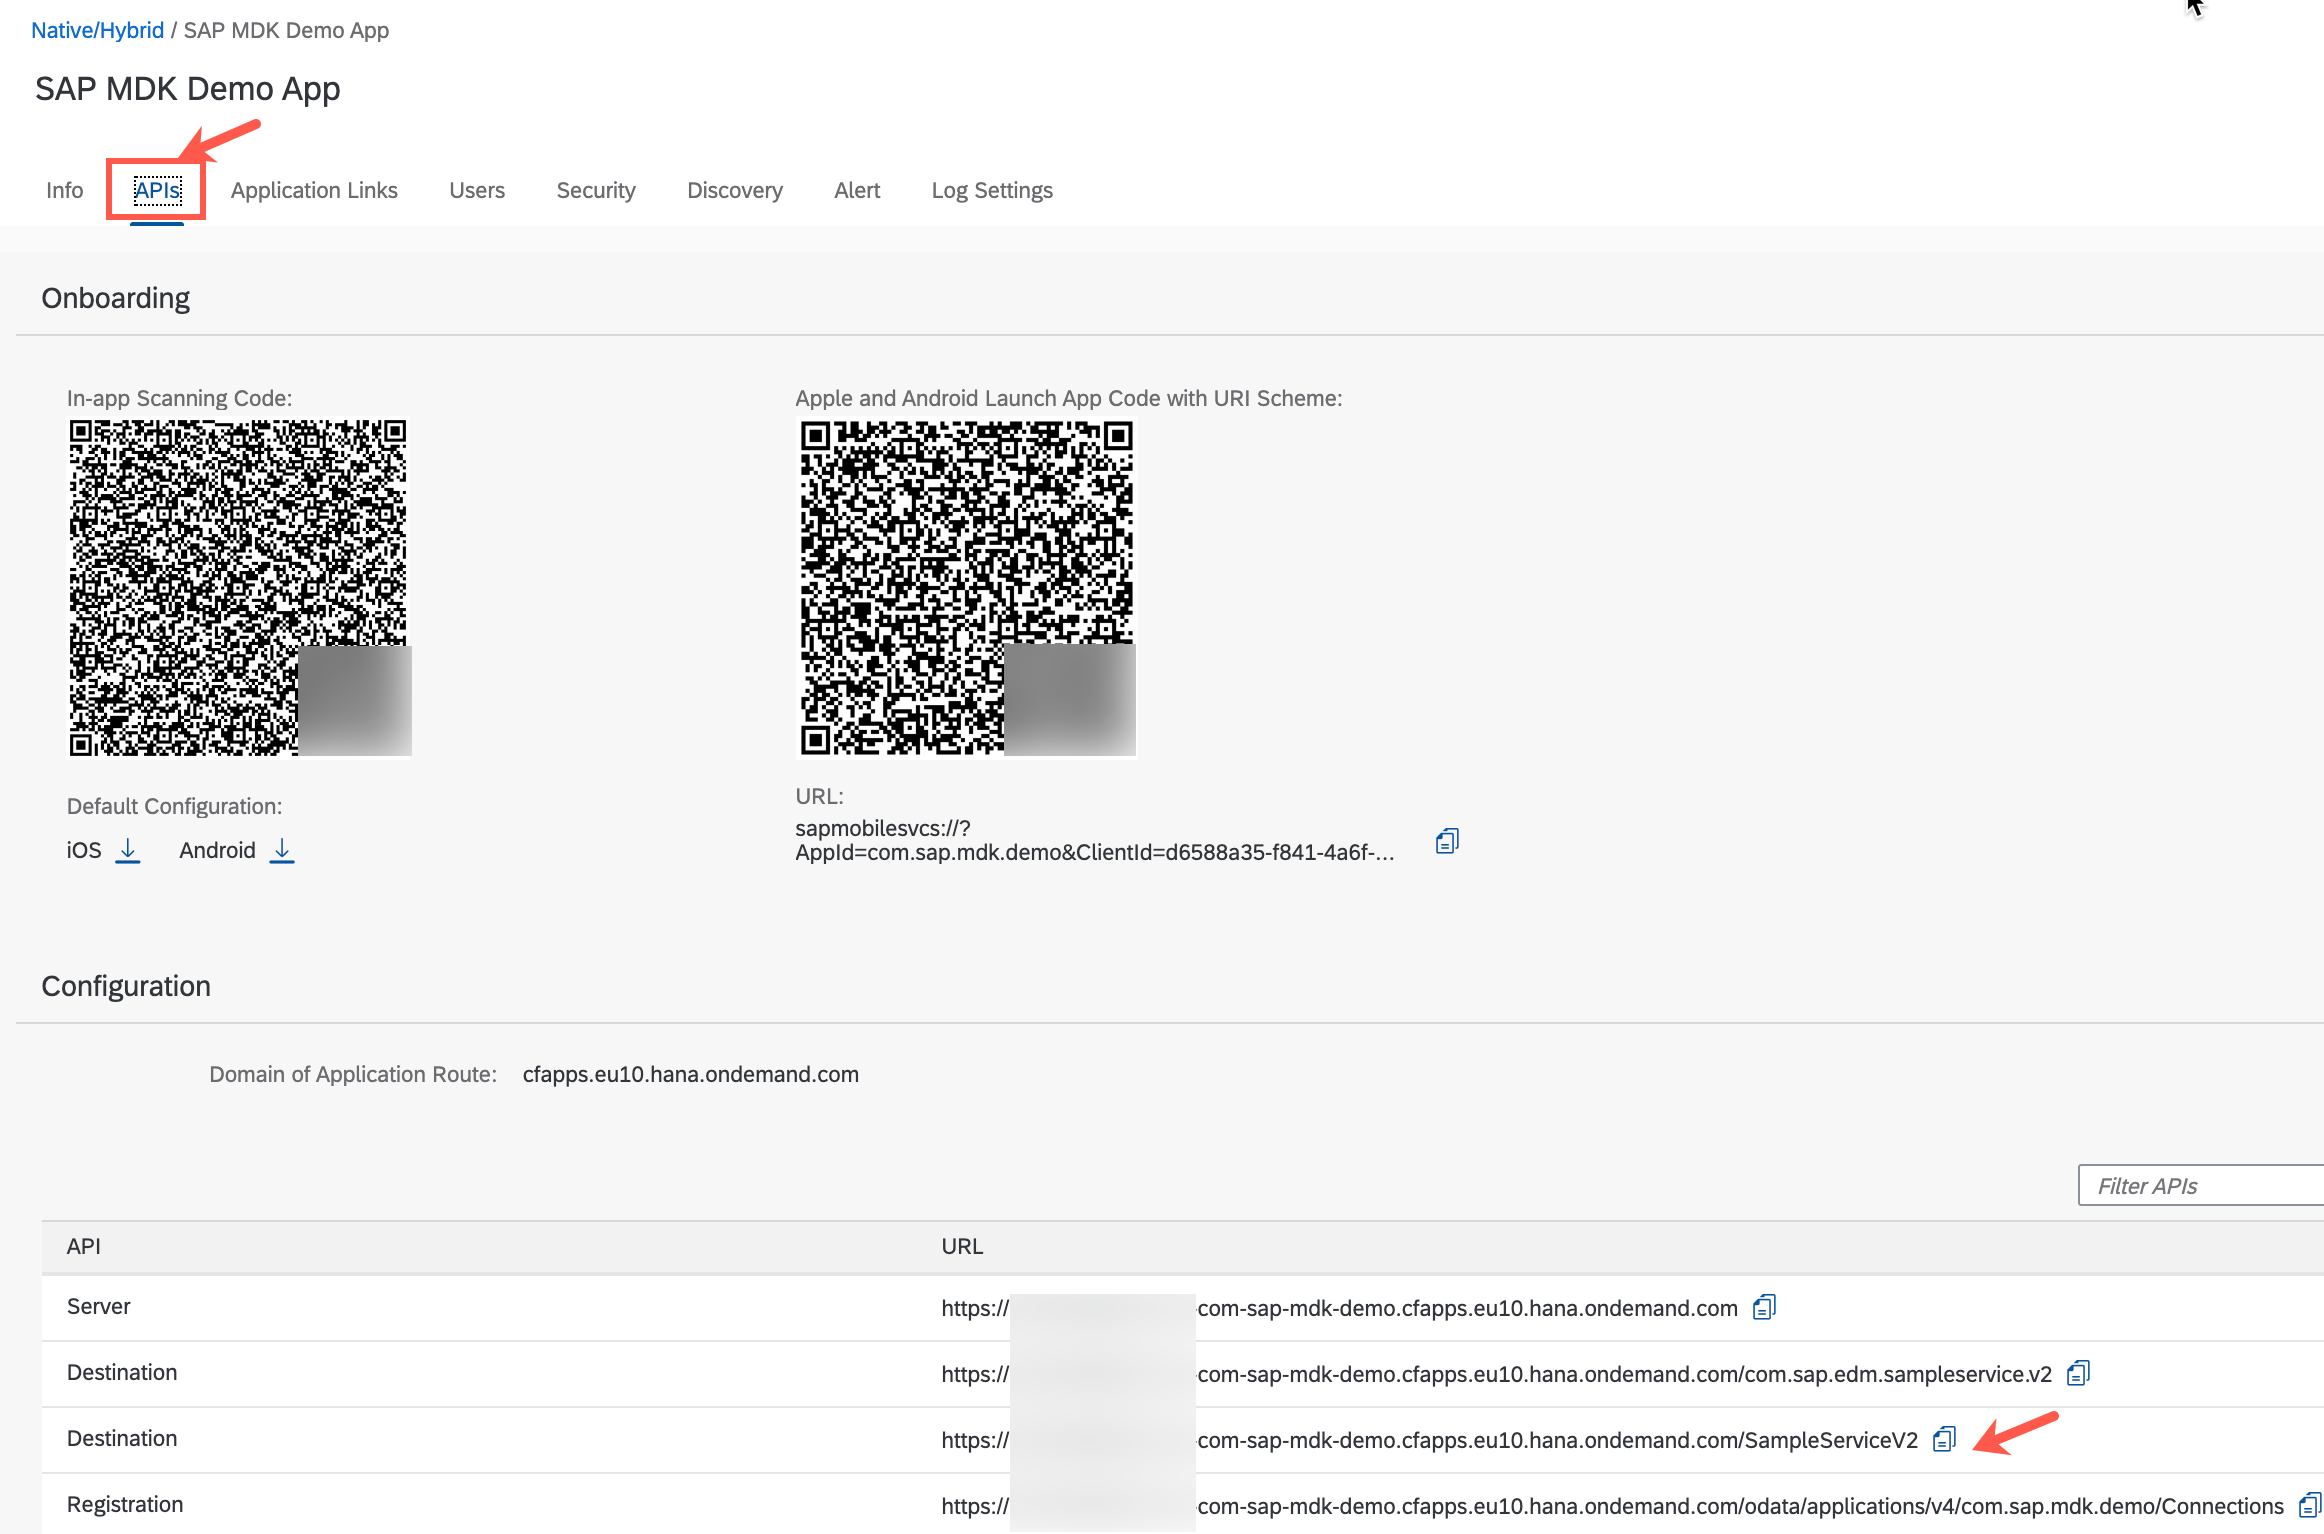 Native/Hybrid / SAP MDK Demo App
SAP MDK Demo App
Info APIs Application Links Users Security Discovery Alert Log Settings
Onboarding
In-app Scanning Code: Apple and Android Launch App Code with URI Scheme:
Default Configuration: URL:
iOS Android sapmobilesvcs://?
AppId=com.sap.mdk.demo&ClientId=d6588a35-f841-4a6f-...
Configuration
Domain of Application Route: cfapps.eu10.hana.ondemand.com
Filter APIs
API URL
Server https:// -com-sap-mdk-demo.cfapps.eu10.hana.ondemand.com
Destination https:// -com-sap-mdk-demo.cfapps.eu10.hana.ondemand.com/com.sap.edm.sampleservice.v2
Destination https:// -com-sap-mdk-demo.cfapps.eu10.hana.ondemand.com/SampleServiceV2
Registration https:// -com-sap-mdk-demo.cfapps.eu10.hana.ondemand.com/odata/applications/v4/com.sap.mdk.demo/Connections